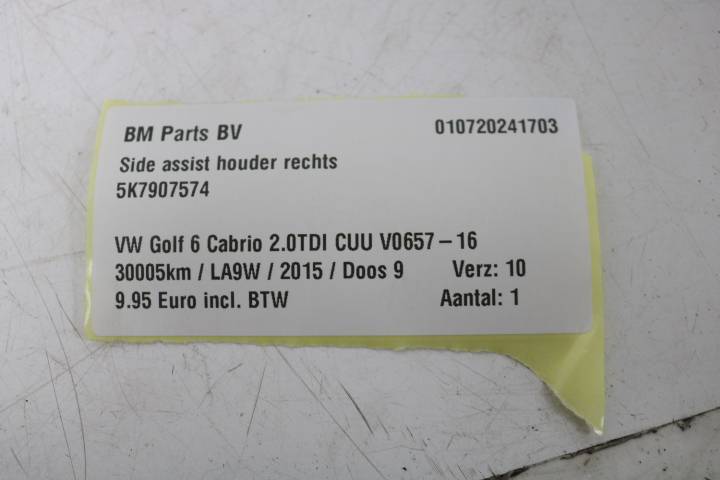 BM Parts BV 010720241703
Side assist houder rechts
5K7907574
VW Golf 6 Cabrio 2.0TDI CUU V0657-16
30005km / LA9W / 2015 / Doos 9 Verz: 10
9.95 Euro incl. BTW Aantal: 1